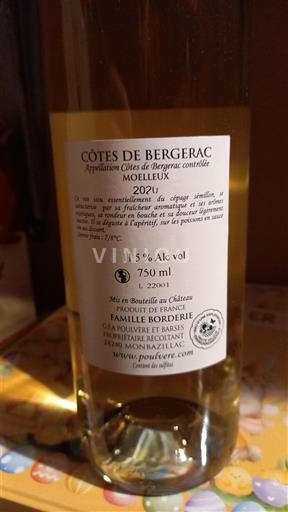 CÔTES DE BERGERAC
Appellation Côtes de Bergerac contrôlée
MOELLEUX
2020
Ce vin issu essentiellement du cépage sémillon, se
caractérise par sa fraîcheur aromatique et ses arômes
sa rondeur en bouche et sa douceur légèrement
Il se déguste à l'apéritif, sur les poissons en sauce
ou au dessert.
Servir frais : 7/8°C.
5 % Alc vol
VINIOU
750 ml
L 22001
Mis en Bouteille au Château
PRODUIT DE FRANCE
FAMILLE BORDERIE
G.F.A POULVÈRE ET BARSES
PROPRIÉTAIRE RÉCOLTANT
24240 MONBAZILLAC
www.poulvere.com
Contient des sulfites